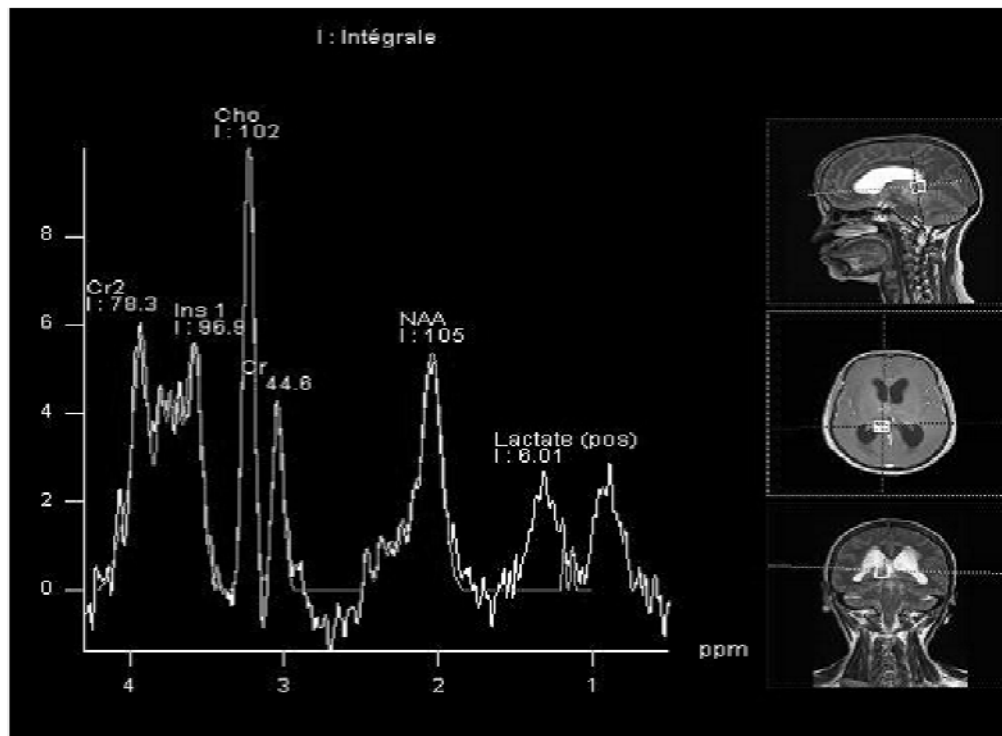 I : Intégrale
Cho
I : 102
8
Cr2
I : 78.3
Ins 1
I : 96.9
NAA
I : 105
6
Cr
44.6
4
Lactate (pos)
I : 6.01
2
0
ppm
4 3 2 1